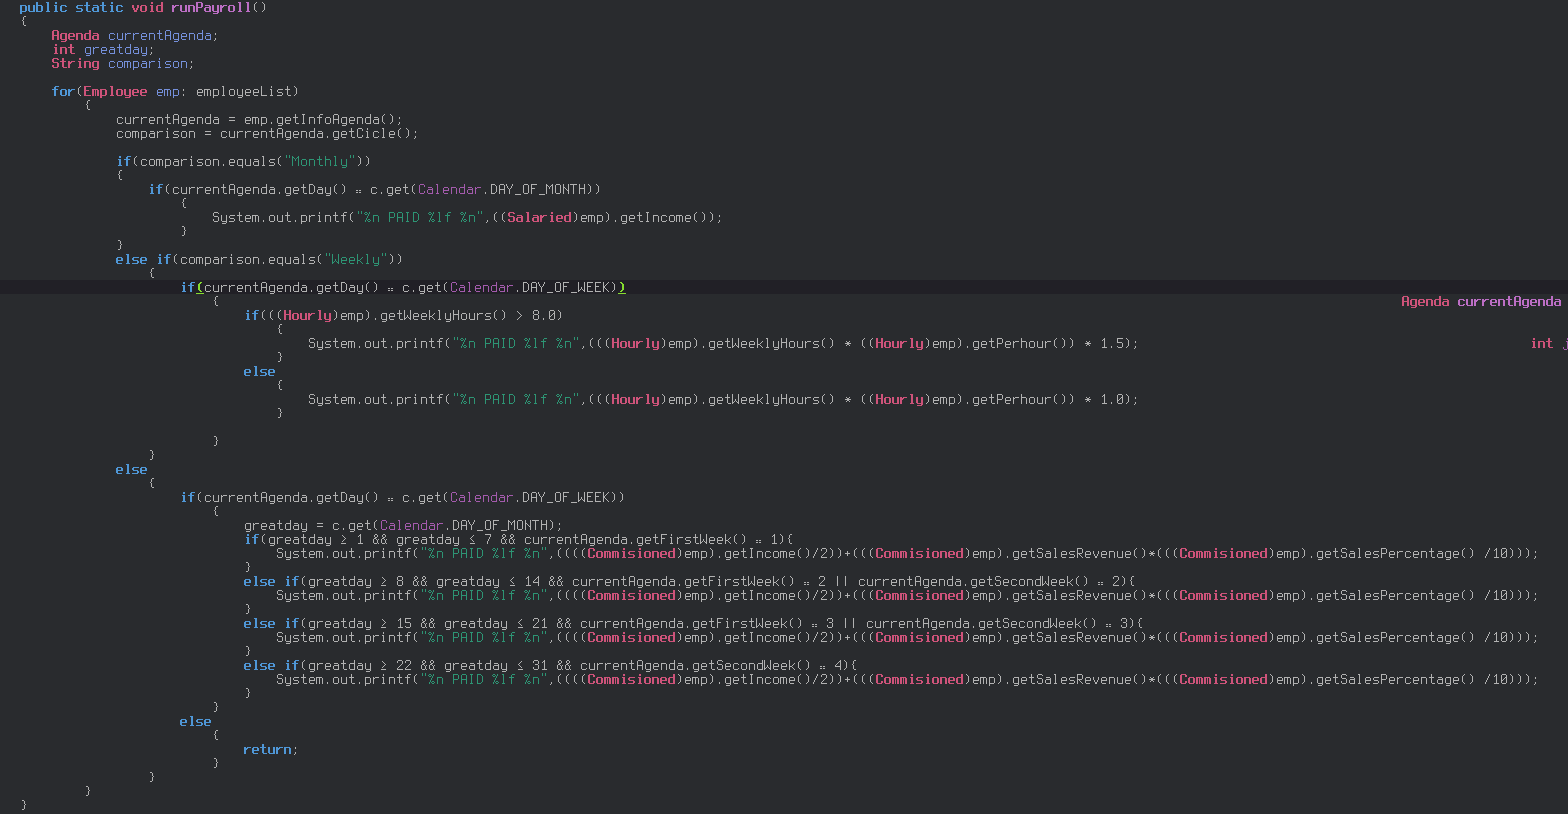 public static void runPayroll()
{
Agenda currentAgenda;
int greatday;
String comparison;
for(Employee emp: employeeList)
{
currentAgenda = emp.getInfoAgenda();
comparison = currentAgenda.getCicle();
if(comparison.equals("Monthly"))
{
if(currentAgenda.getDay() == c.get(Calendar.DAY_OF_MONTH))
{
System.out.printf("%n PAID %lf %n",((Salaried)emp).getIncome());
}
}
else if(comparison.equals("Weekly"))
{
if(currentAgenda.getDay() == c.get(Calendar.DAY_OF_WEEK))
{ Agenda currentAgenda
if(((Hourly)emp).getWeeklyHours() > 8.0)
{
System.out.printf("%n PAID %lf %n",(((Hourly)emp).getWeeklyHours() * ((Hourly)emp).getPerhour()) * 1.5); int
}
else
{
System.out.printf("%n PAID %lf %n",(((Hourly)emp).getWeeklyHours() * ((Hourly)emp).getPerhour()) * 1.0);
}
}
}
else
{
if(currentAgenda.getDay() == c.get(Calendar.DAY_OF_WEEK))
{
greatday = c.get(Calendar.DAY_OF_MONTH);
if(greatday ≥ 1 && greatday ≤ 7 && currentAgenda.getFirstWeek() == 1){
System.out.printf("%n PAID %lf %n",((((Commisioned)emp).getIncome()/2))+(((Commisioned)emp).getSalesRevenue()*(((Commisioned)emp).getSalesPercentage() /10)));
}
else if(greatday ≥ 8 && greatday ≤ 14 && currentAgenda.getFirstWeek() == 2 || currentAgenda.getSecondWeek() == 2){
System.out.printf("%n PAID %lf %n",((((Commisioned)emp).getIncome()/2))+(((Commisioned)emp).getSalesRevenue()*(((Commisioned)emp).getSalesPercentage() /10)));
}
else if(greatday ≥ 15 && greatday ≤ 21 && currentAgenda.getFirstWeek() == 3 || currentAgenda.getSecondWeek() == 3){
System.out.printf("%n PAID %lf %n",((((Commisioned)emp).getIncome()/2))+(((Commisioned)emp).getSalesRevenue()*(((Commisioned)emp).getSalesPercentage() /10)));
}
else if(greatday ≥ 22 && greatday ≤ 31 && currentAgenda.getSecondWeek() == 4){
System.out.printf("%n PAID %lf %n",((((Commisioned)emp).getIncome()/2))+(((Commisioned)emp).getSalesRevenue()*(((Commisioned)emp).getSalesPercentage() /10)));
}
}
else
{
return;
}
}
}
}